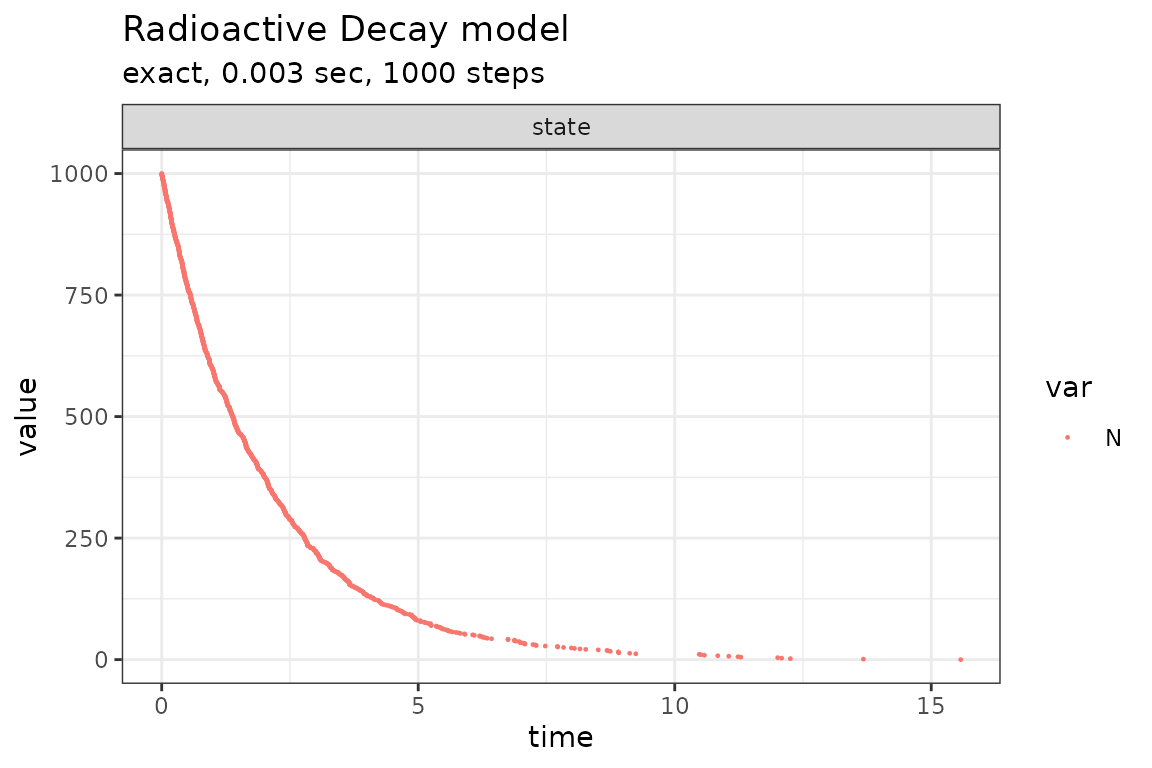 Radioactive Decay model
exact, 0.003 sec, 1000 steps
state
1000
750
500
250
0
value
0 5 10 15
time
var
N